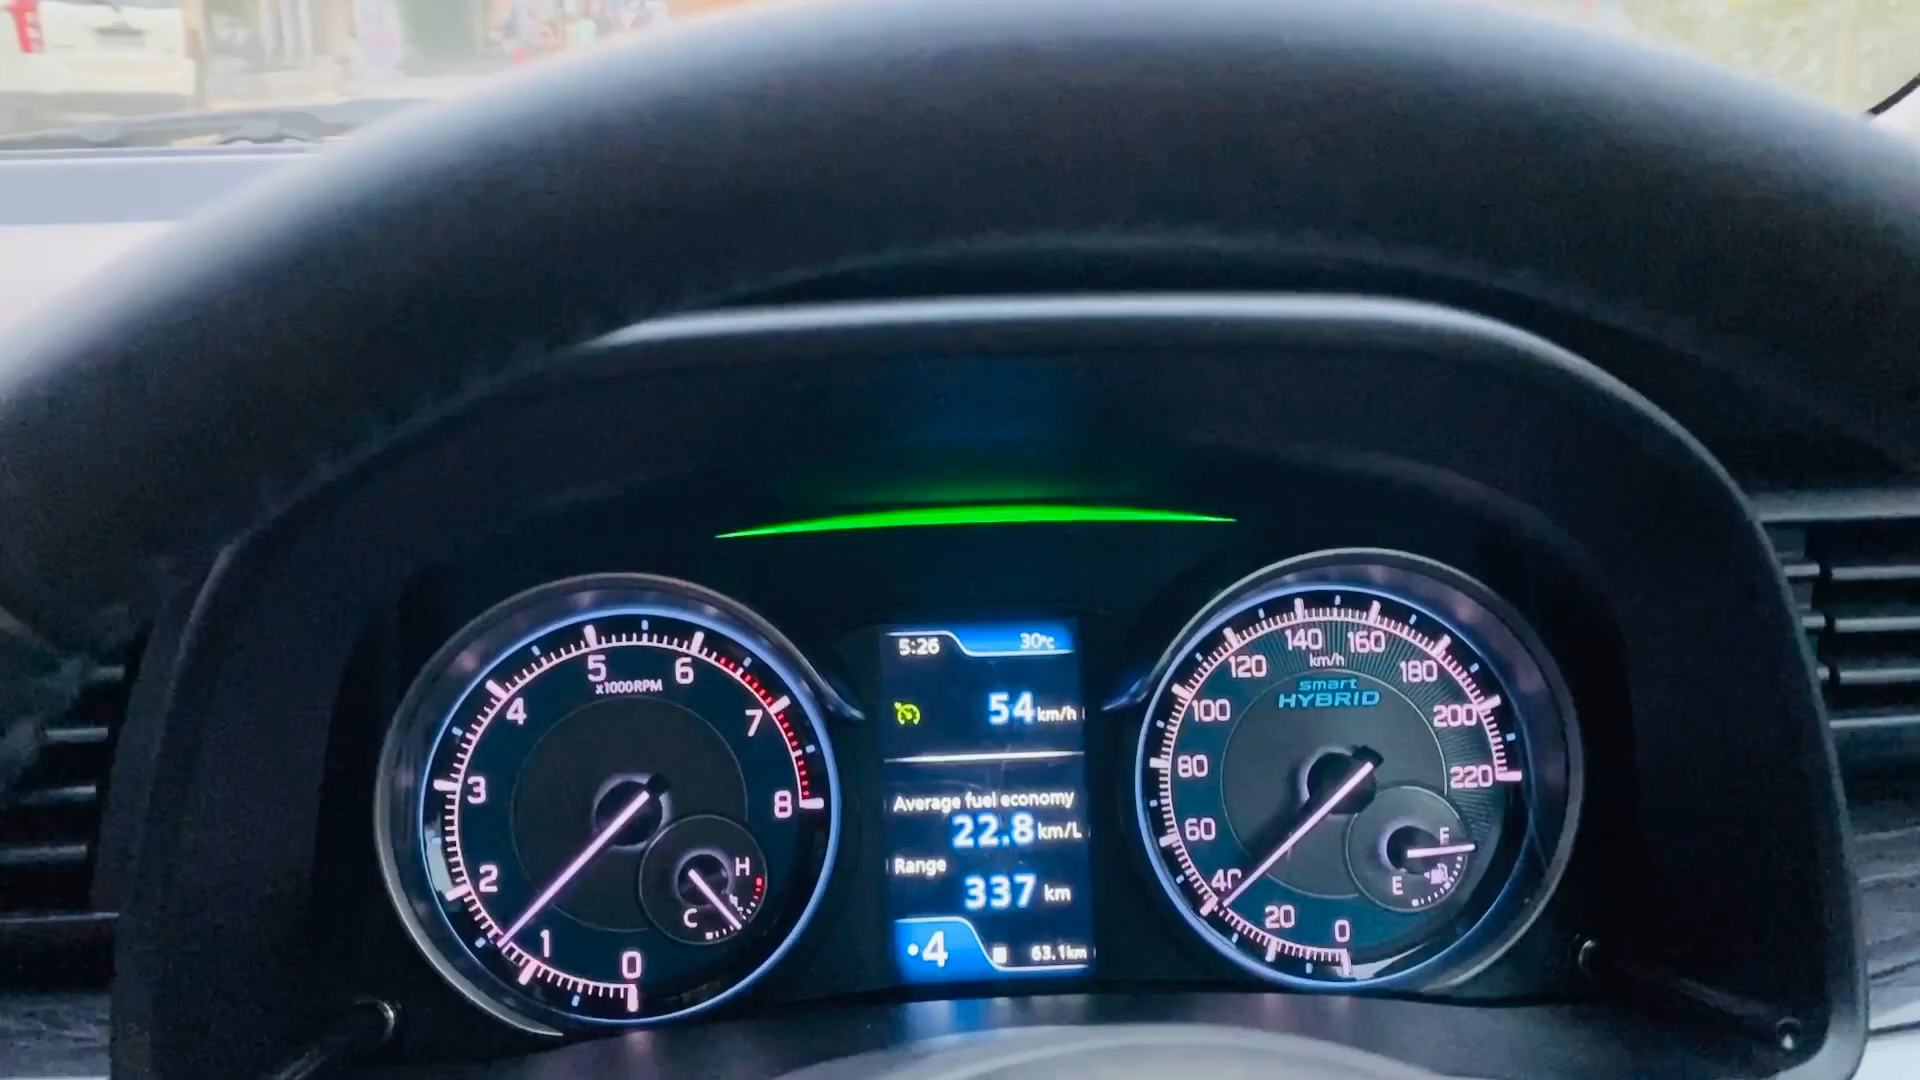 5:26 30°C
54 km/h
Average fuel economy
22.8 km/L
Range
337 km
4 63.1km
0
1
2
3
4
5
6
7
8
x1000RPM
H
C
0
20
40
60
80
100
120
140
160
180
200
220
km/h
smart
HYBRID
F
E